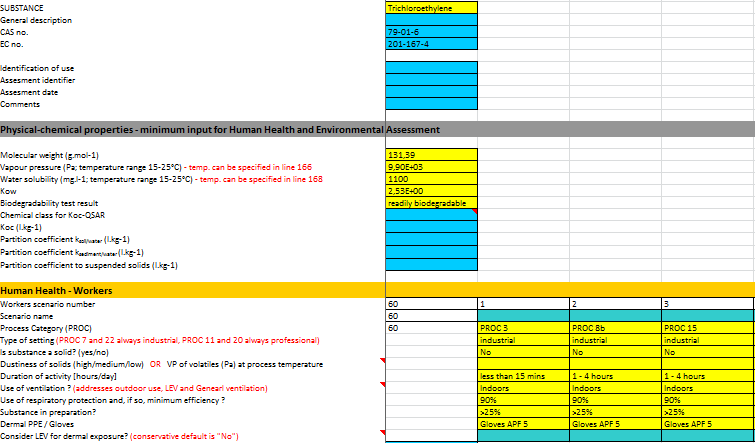 SUBSTANCE Trichloroethylene
General description
CAS no. 79-01-6
EC no. 201-167-4
Identification of use
Assesment identifier
Assesment date
Comments
Physical-chemical properties - minimum input for Human Health and Environmental Assessment
Molecular weight (g.mol-1) 131,39
Vapour pressure (Pa; temperature range 15-25°C) - temp. can be specified in line 166 9,90E+03
Water solubility (mg.l-1; temperature range 15-25°C) - temp. can be specified in line 168 1100
Kow 2,53E+00
Biodegradability test result readily biodegradable
Chemical class for Koc-QSAR
Koc (l.kg-1)
Partition coefficient ksoil/water (l.kg-1)
Partition coefficient ksediment/water (l.kg-1)
Partition coefficient to suspended solids (l.kg-1)
Human Health - Workers
Workers scenario number 60 1 2 3
Scenario name 60
Process Category (PROC) 60 PROC 3 PROC 8b PROC 15
Type of setting (PROC 7 and 22 always industrial, PROC 11 and 20 always professional) industrial industrial industrial
Is substance a solid? (yes/no) No No No
Dustiness of solids (high/medium/low) OR VP of volatiles (Pa) at process temperature
Duration of activity [hours/day] less than 15 mins 1 - 4 hours 1 - 4 hours
Use of ventilation ? (addresses outdoor use, LEV and Genearl ventilation) Indoors Indoors Indoors
Use of respiratory protection and, if so, minimum efficiency ? 90% 90% 90%
Substance in preparation? >25% >25% >25%
Dermal PPE / Gloves Gloves APF 5 Gloves APF 5 Gloves APF 5
Consider LEV for dermal exposure? (conservative default is "No")